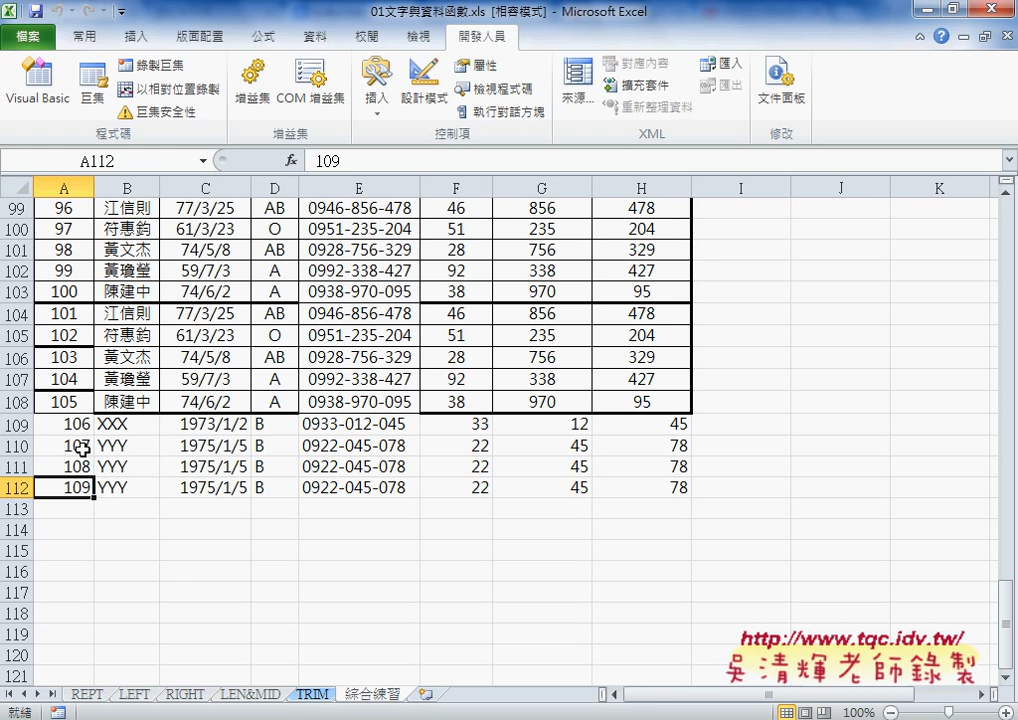 01文字與資料函數.xls [相容模式] - Microsoft Excel
檔案 常用 插入 版面配置 公式 資料 校閱 檢視 開發人員
Visual Basic 巨集 錄製巨集 以相對位置錄製 巨集安全性 增益集 COM 增益集 插入 設計模式 屬性 檢視程式碼 執行對話方塊 來源... 對應內容 擴充套件 重新整理資料 匯入 匯出 文件面板
程式碼 增益集 控制項 XML 修改
A112 fx 109
A B C D E F G H I J K
99 96 江信則 77/3/25 AB 0946-856-478 46 856 478
100 97 符惠鈞 61/3/23 O 0951-235-204 51 235 204
101 98 黃文杰 74/5/8 AB 0928-756-329 28 756 329
102 99 黃瓊瑩 59/7/3 A 0992-338-427 92 338 427
103 100 陳建中 74/6/2 A 0938-970-095 38 970 95
104 101 江信則 77/3/25 AB 0946-856-478 46 856 478
105 102 符惠鈞 61/3/23 O 0951-235-204 51 235 204
106 103 黃文杰 74/5/8 AB 0928-756-329 28 756 329
107 104 黃瓊瑩 59/7/3 A 0992-338-427 92 338 427
108 105 陳建中 74/6/2 A 0938-970-095 38 970 95
109 106 XXX 1973/1/2 B 0933-012-045 33 12 45
110 107 YYY 1975/1/5 B 0922-045-078 22 45 78
111 108 YYY 1975/1/5 B 0922-045-078 22 45 78
112 109 YYY 1975/1/5 B 0922-045-078 22 45 78
113
114
115
116
117
118
119
120
121
http://www.tqc.idv.tw/
吳清輝老師錄製
REPT LEFT RIGHT LEN&MID TRIM 綜合練習
就緒 100%